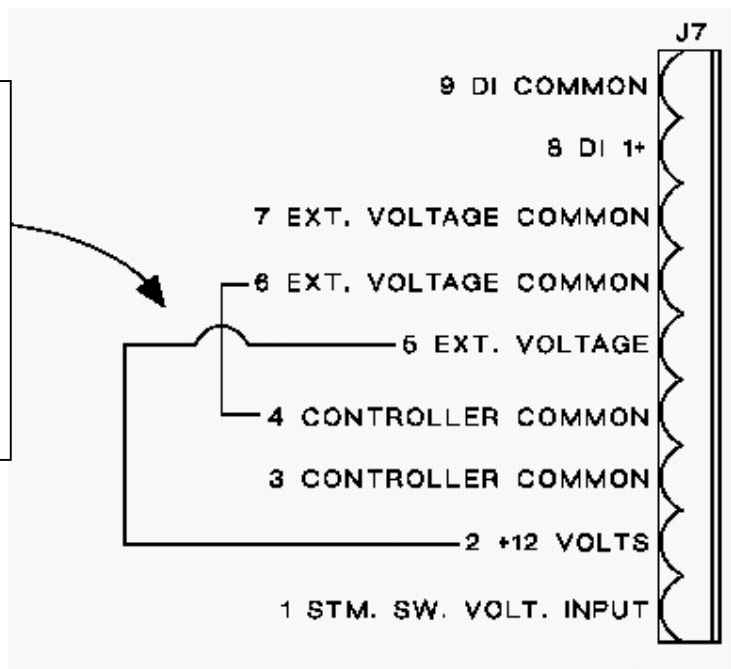 J7
9 DI COMMON
8 DI 1+
7 EXT. VOLTAGE COMMON
6 EXT. VOLTAGE COMMON
5 EXT. VOLTAGE
4 CONTROLLER COMMON
3 CONTROLLER COMMON
2 +12 VOLTS
1 STM. SW. VOLT. INPUT